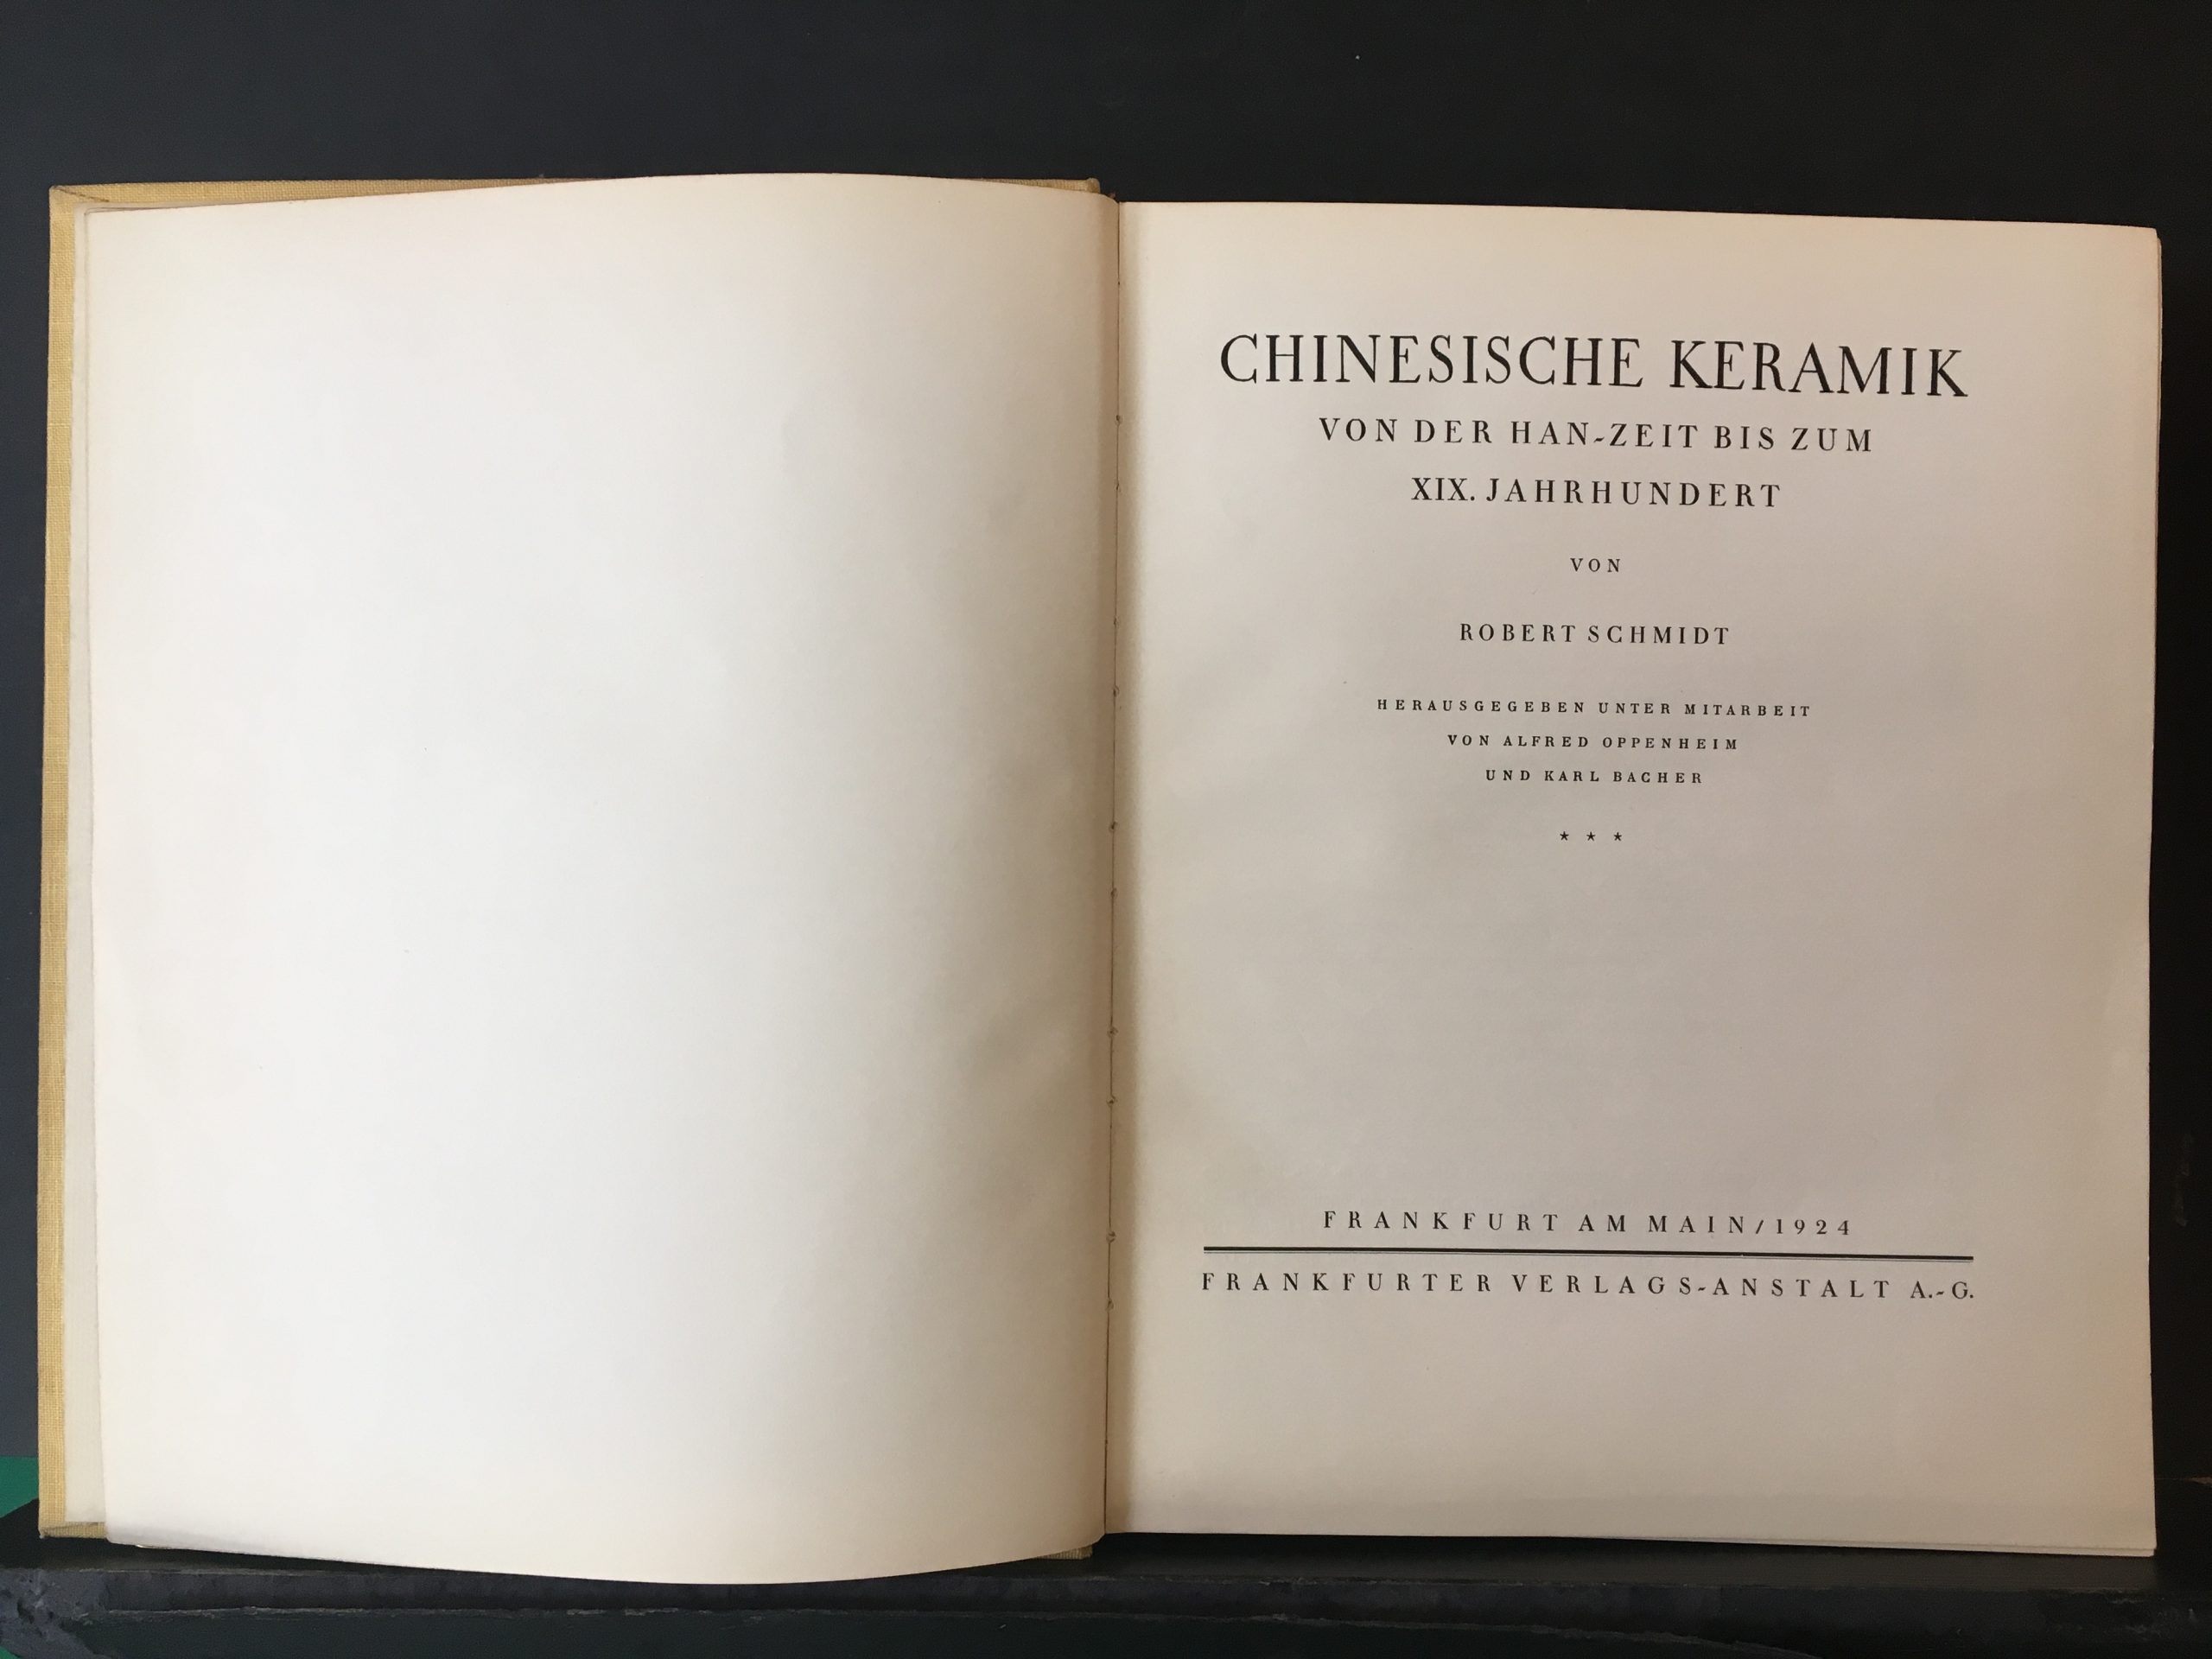 CHINESISCHE KERAMIK
VON DER HAN-ZEIT BIS ZUM
XIX. JAHRHUNDERT
VON
ROBERT SCHMIDT
HERAUSGEGEBEN UNTER MITARBEIT
VON ALFRED OPPENHEIM
UND KARL BACHER
★ ★ ★
FRANKFURT AM MAIN/1924
FRANKFURTER VERLAGS-ANSTALT A.-G.